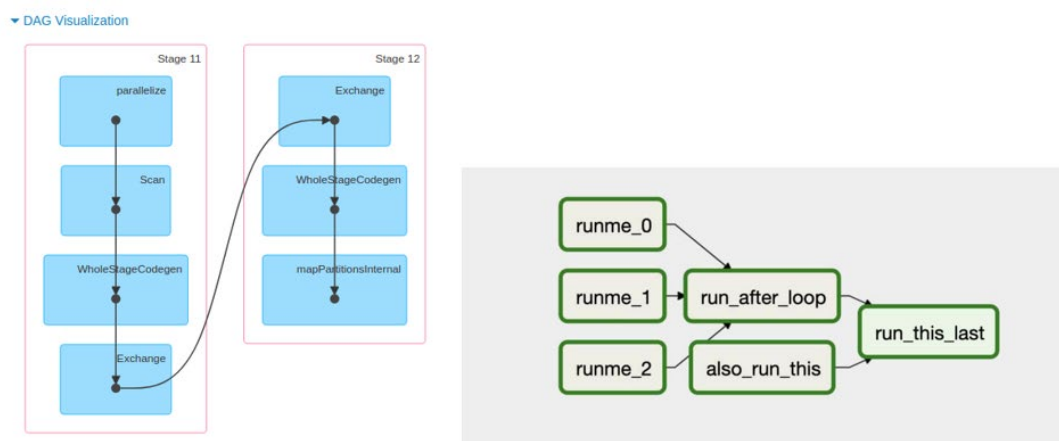 DAG Visualization
Stage 11
parallelize
Scan
WholeStageCodegen
Exchange
Stage 12
Exchange
WholeStageCodegen
mapPartitionsInternal
runme_0
runme_1
runme_2
run_after_loop
also_run_this
run_this_last